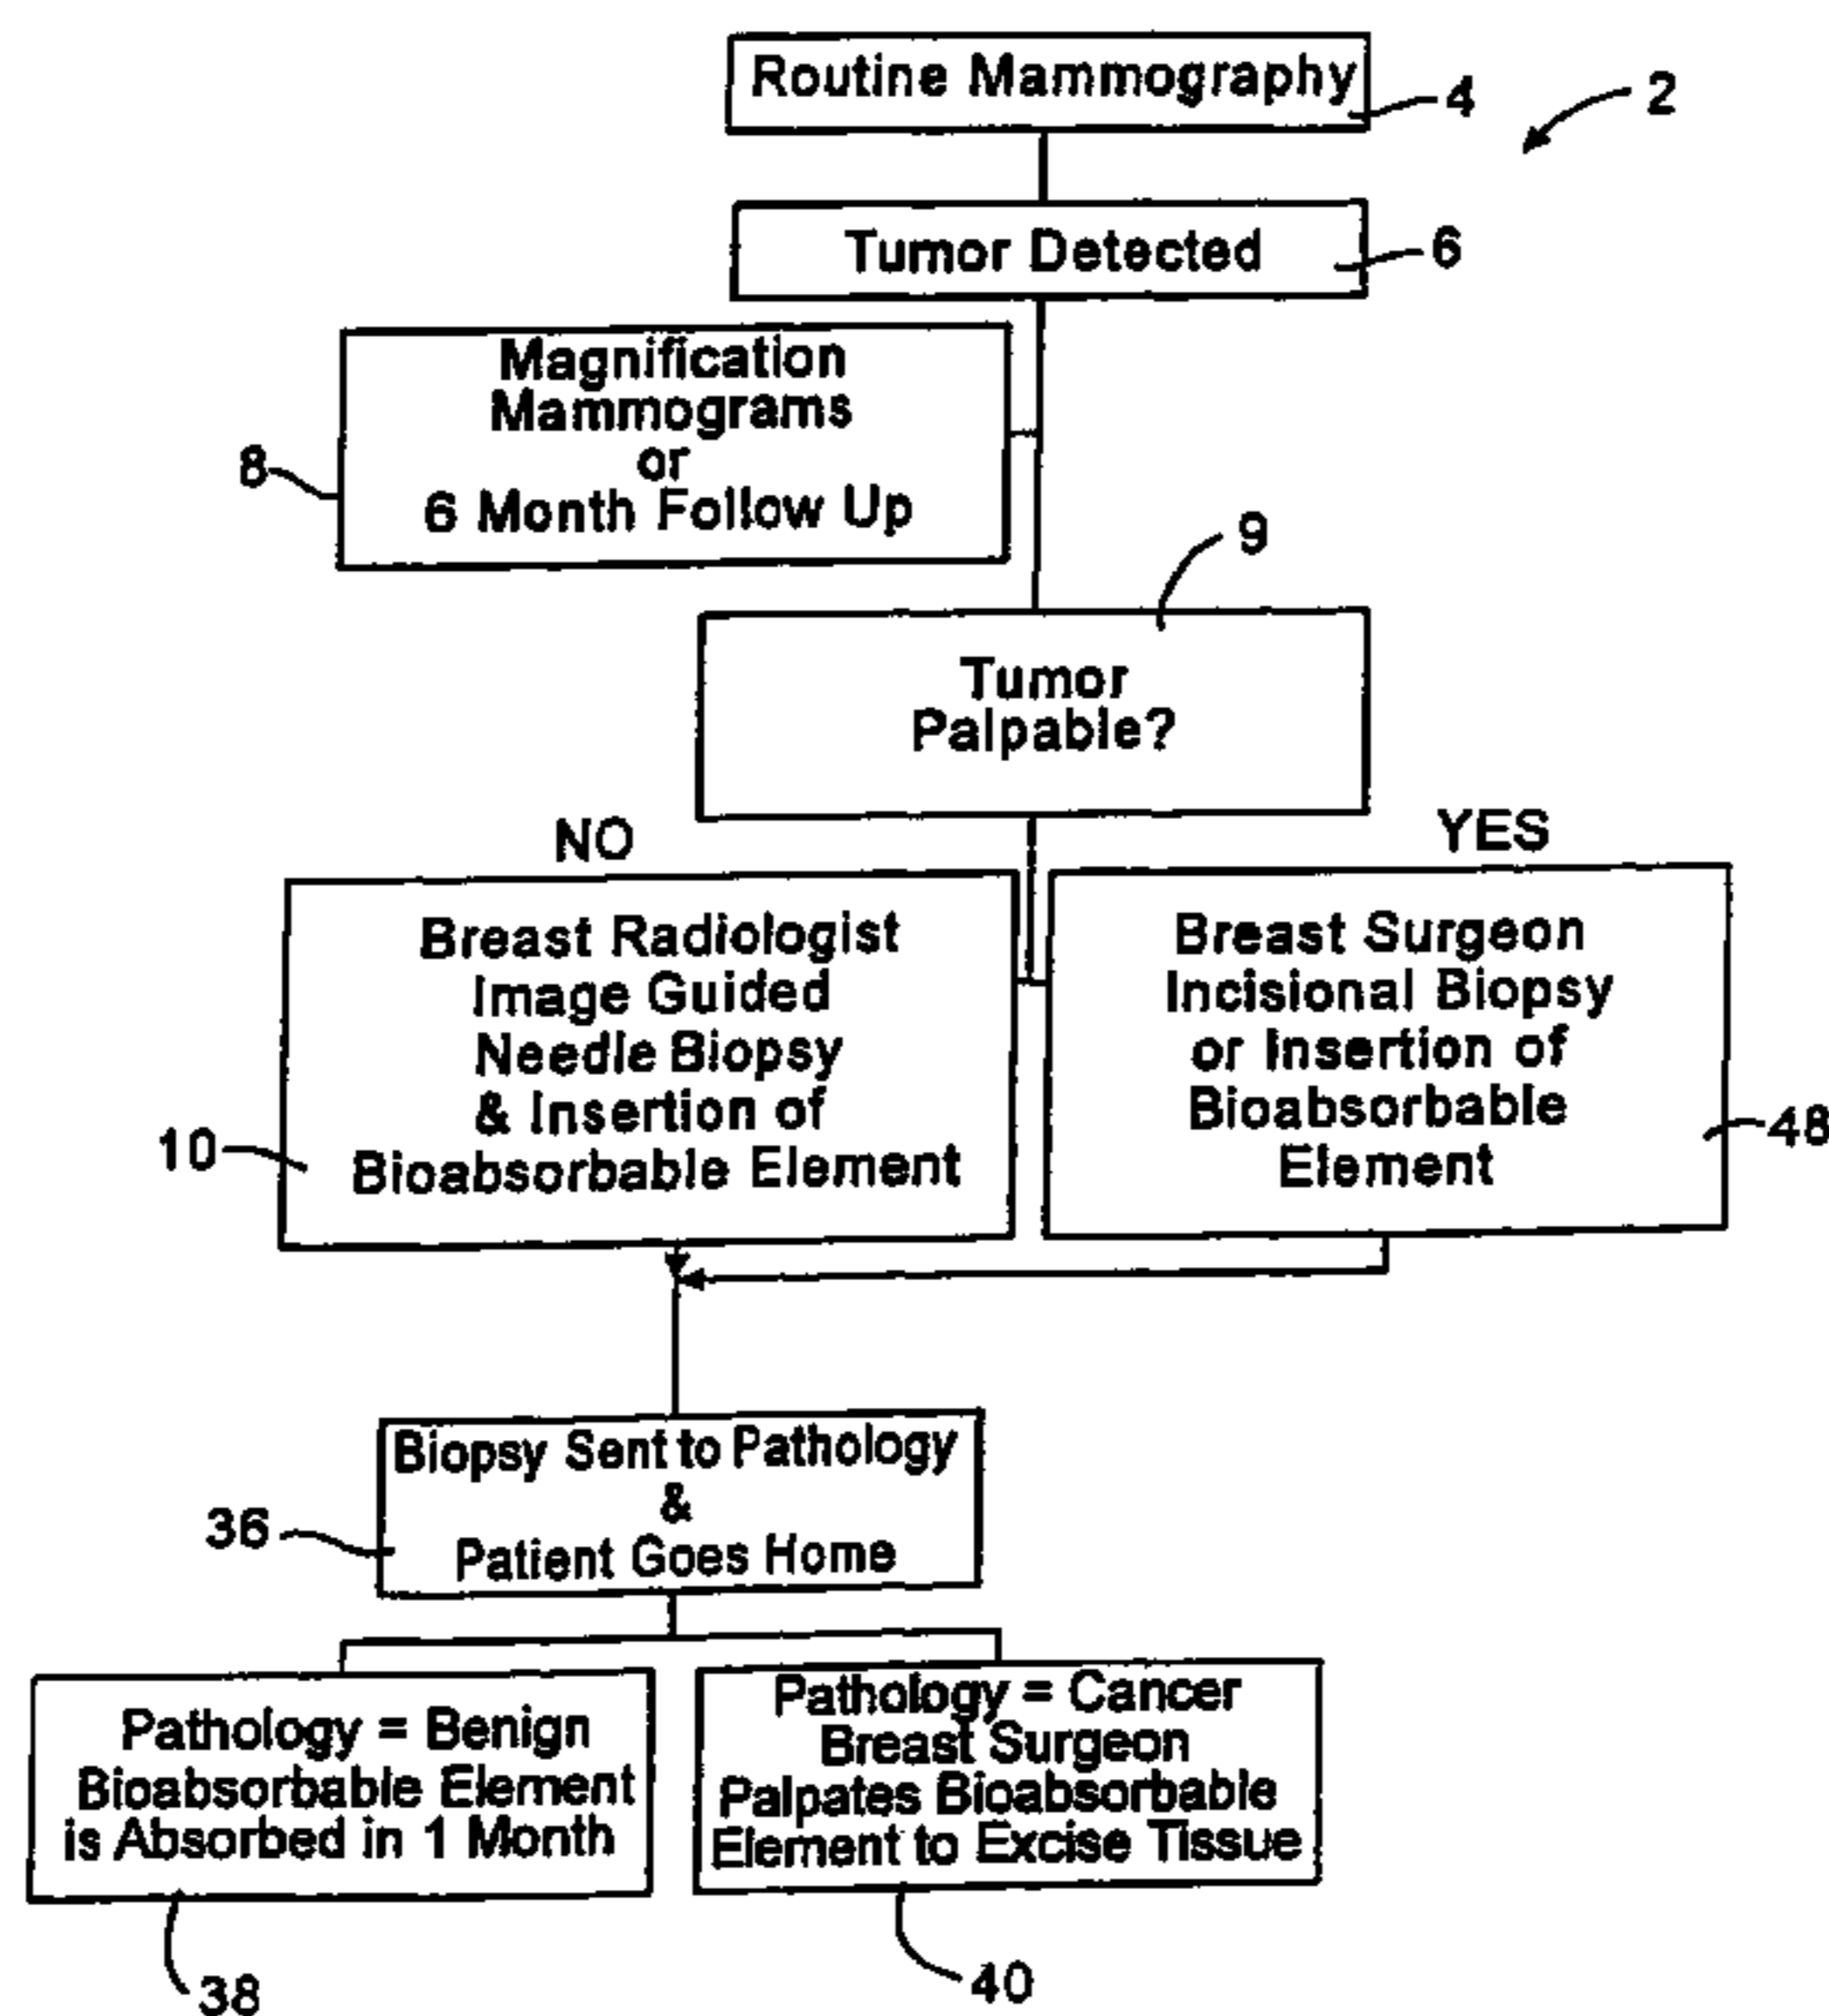 Routine Mammography
4
2
Tumor Detected
6
Magnification
Mammograms
or
6 Month Follow Up
8
9
Tumor
Palpable?
NO
YES
Breast Radiologist
Image Guided
Needle Biopsy
& Insertion of
Bioabsorbable Element
10
Breast Surgeon
Incisional Biopsy
or Insertion of
Bioabsorbable
Element
48
Biopsy Sent to Pathology
&
Patient Goes Home
36
Pathology = Benign
Bioabsorbable Element
is Absorbed in 1 Month
38
Pathology = Cancer
Breast Surgeon
Palpates Bioabsorbable
Element to Excise Tissue
40